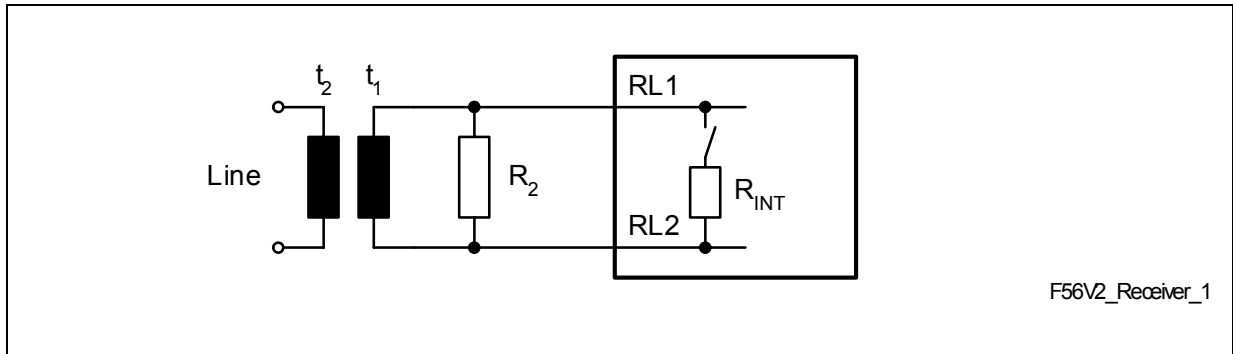 t2 t1
RL1
Line
R2
RINT
RL2
F56V2_Receiver_1